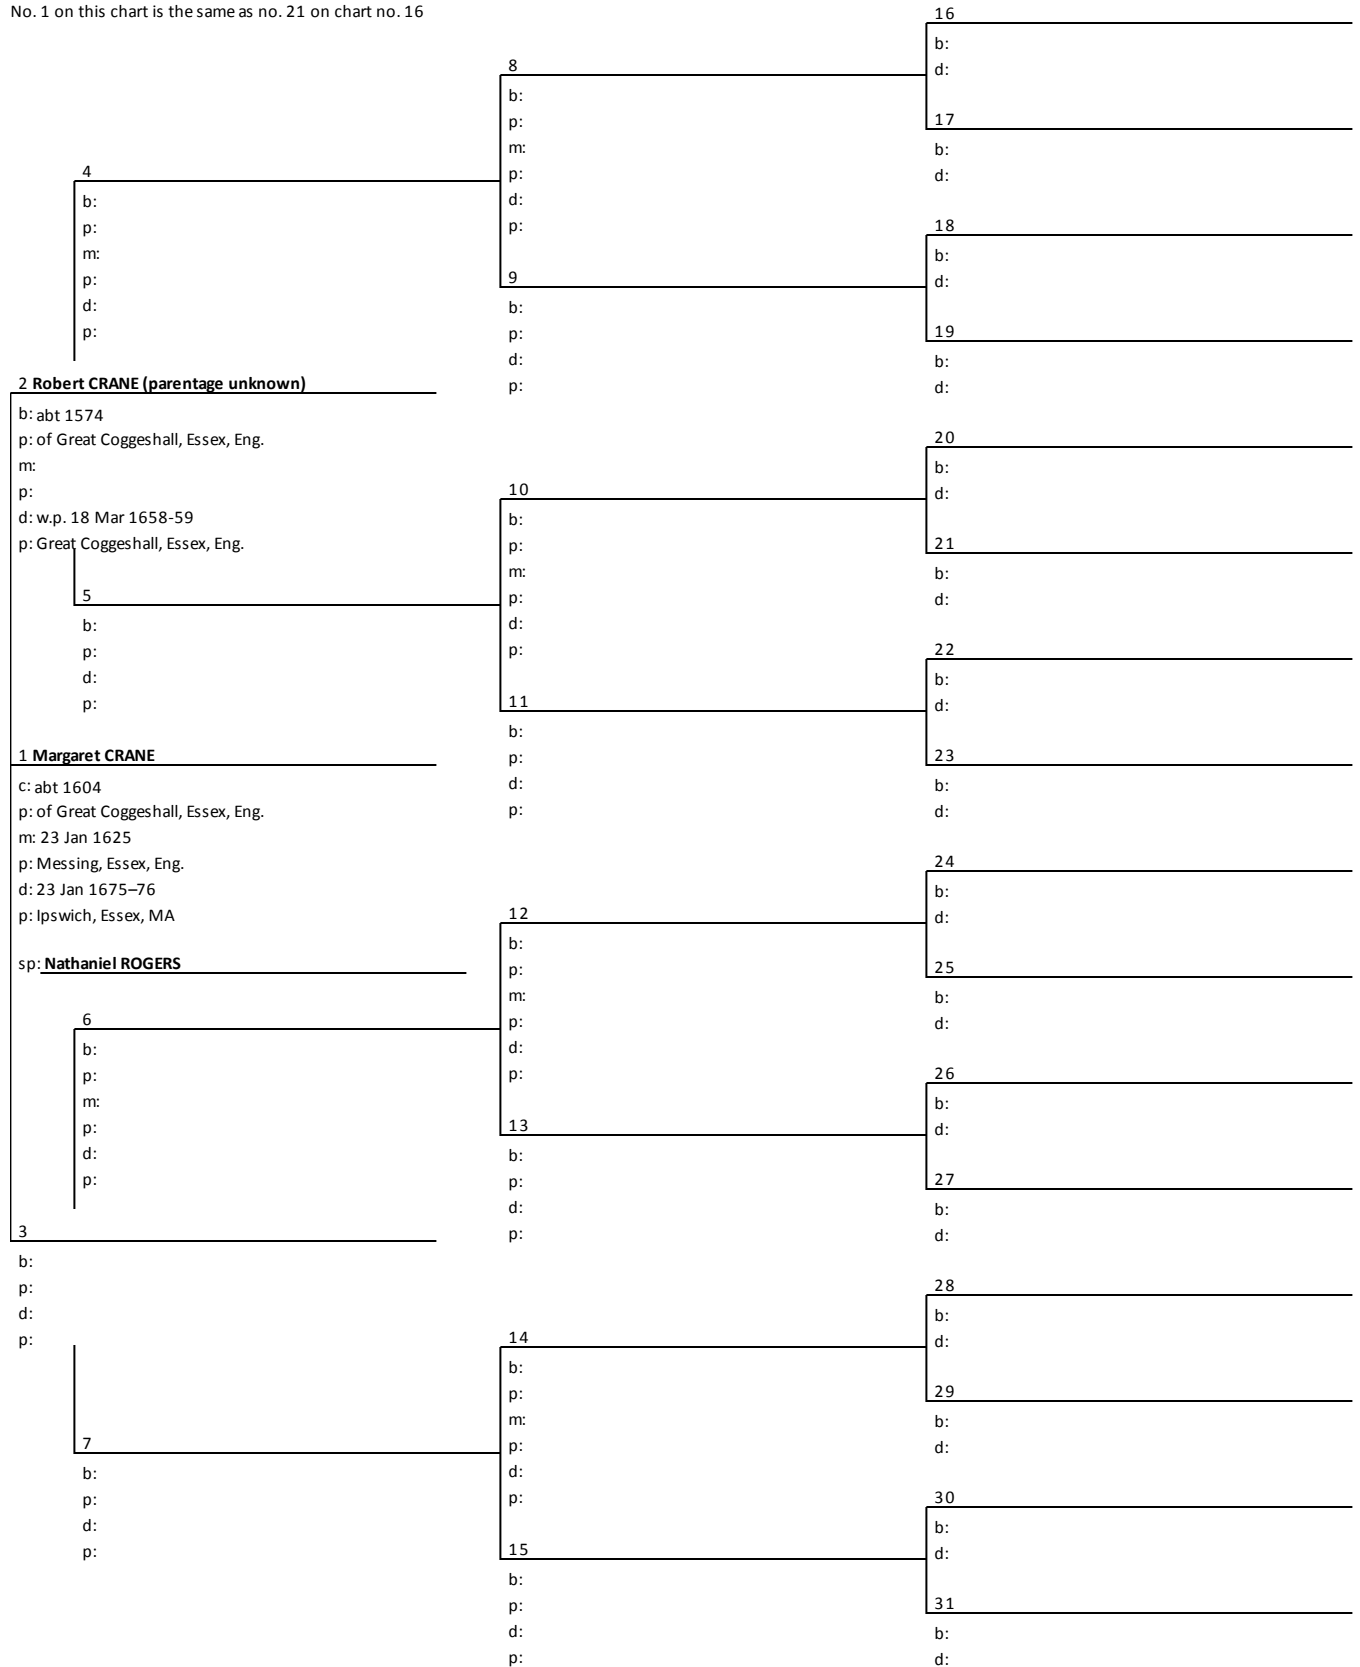 No. 1 on this chart is the same as no. 21 on chart no. 16
16
b:
d:
8
b:
p:
m:
p:
d:
p:
17
b:
d:
4
b:
p:
m:
p:
d:
p:
18
b:
d:
9
b:
p:
d:
p:
19
b:
d:
2 Robert CRANE (parentage unknown)
b: abt 1574
p: of Great Coggeshall, Essex, Eng.
m:
p:
d: w.p. 18 Mar 1658-59
p: Great Coggeshall, Essex, Eng.
20
b:
d:
10
b:
p:
m:
p:
d:
p:
21
b:
d:
5
b:
p:
d:
p:
22
b:
d:
11
b:
p:
d:
p:
23
b:
d:
1 Margaret CRANE
c: abt 1604
p: of Great Coggeshall, Essex, Eng.
m: 23 Jan 1625
p: Messing, Essex, Eng.
d: 23 Jan 1675–76
p: Ipswich, Essex, MA
sp: Nathaniel ROGERS
24
b:
d:
12
b:
p:
m:
p:
d:
p:
25
b:
d:
6
b:
p:
m:
p:
d:
p:
26
b:
d:
13
b:
p:
d:
p:
27
b:
d:
3
b:
p:
d:
p:
28
b:
d:
14
b:
p:
m:
p:
d:
p:
29
b:
d:
7
b:
p:
d:
p:
30
b:
d:
15
b:
p:
d:
p:
31
b:
d: